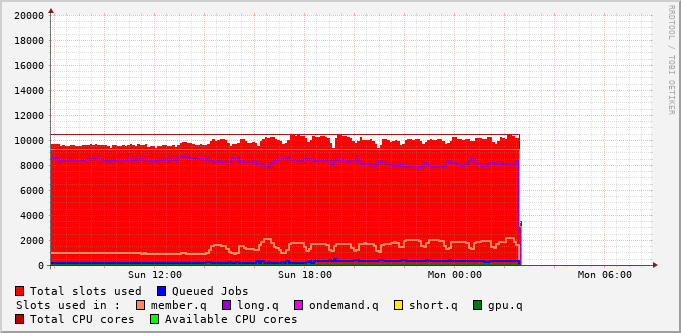 RRDTOOL / TOBI OETIKER
20000
18000
16000
14000
12000
10000
8000
6000
4000
2000
0
Sun 12:00 Sun 18:00 Mon 00:00 Mon 06:00
Total slots used Queued Jobs
Slots used in : member.q long.q ondemand.q short.q gpu.q
Total CPU cores Available CPU cores